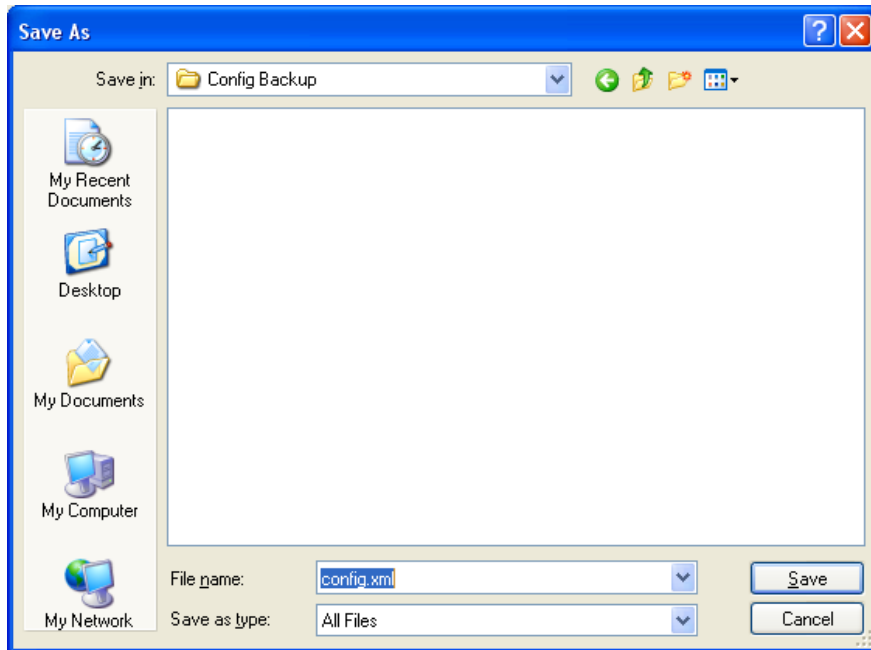 Save As
Save in:
Config Backup
My Recent
Documents
Desktop
My Documents
My Computer
My Network
File name:
config.xml
Save
Save as type:
All Files
Cancel